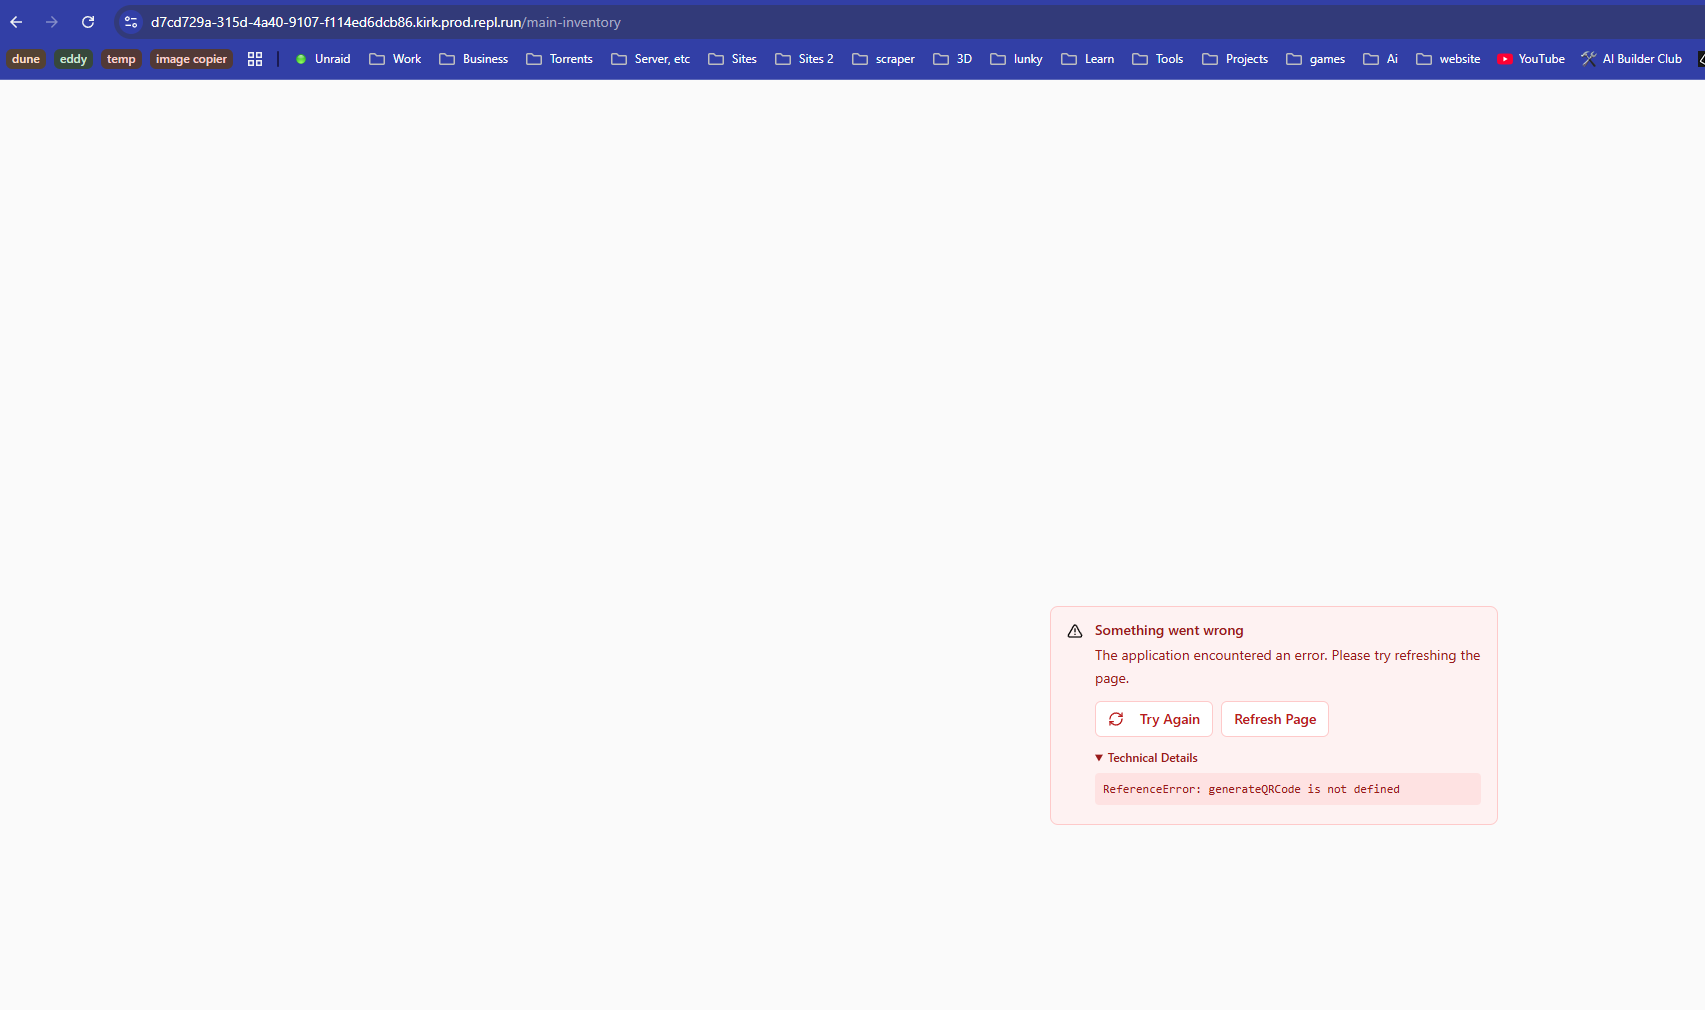 d7cd729a-315d-4a40-9107-f114ed6dcb86.kirk.prod.repl.run/main-inventory
dune eddy temp image copier Unraid Work Business Torrents Server, etc Sites Sites 2 scraper 3D lunky Learn Tools Projects games Ai website YouTube AI Builder Club
Something went wrong
The application encountered an error. Please try refreshing the
page.
Try Again Refresh Page
▼ Technical Details
ReferenceError: generateQRCode is not defined